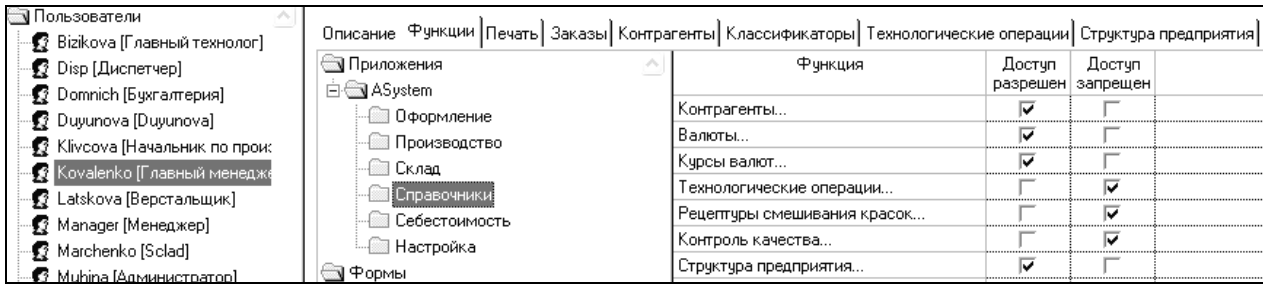 Пользователи
Bizikova [Главный технолог]
Disp [Диспетчер]
Domnich [Бухгалтерия]
Duyunova [Duyunova]
Klivcova [Начальник по прои:
Kovalenko [Главный менедже
Latskova [Верстальщик]
Manager [Менеджер]
Marchenko [Sclad]
Muhina [Администратор]
Описание Функции Печать Заказы Контрагенты Классификаторы Технологические операции Структура предприятия
Приложения
ASystem
Оформление
Производство
Склад
Справочники
Себестоимость
Настройка
Формы
Функция Доступ разрешен Доступ запрещен
Контрагенты...
Валюты...
Курсы валют...
Технологические операции...
Рецептуры смешивания красок...
Контроль качества...
Структура предприятия...